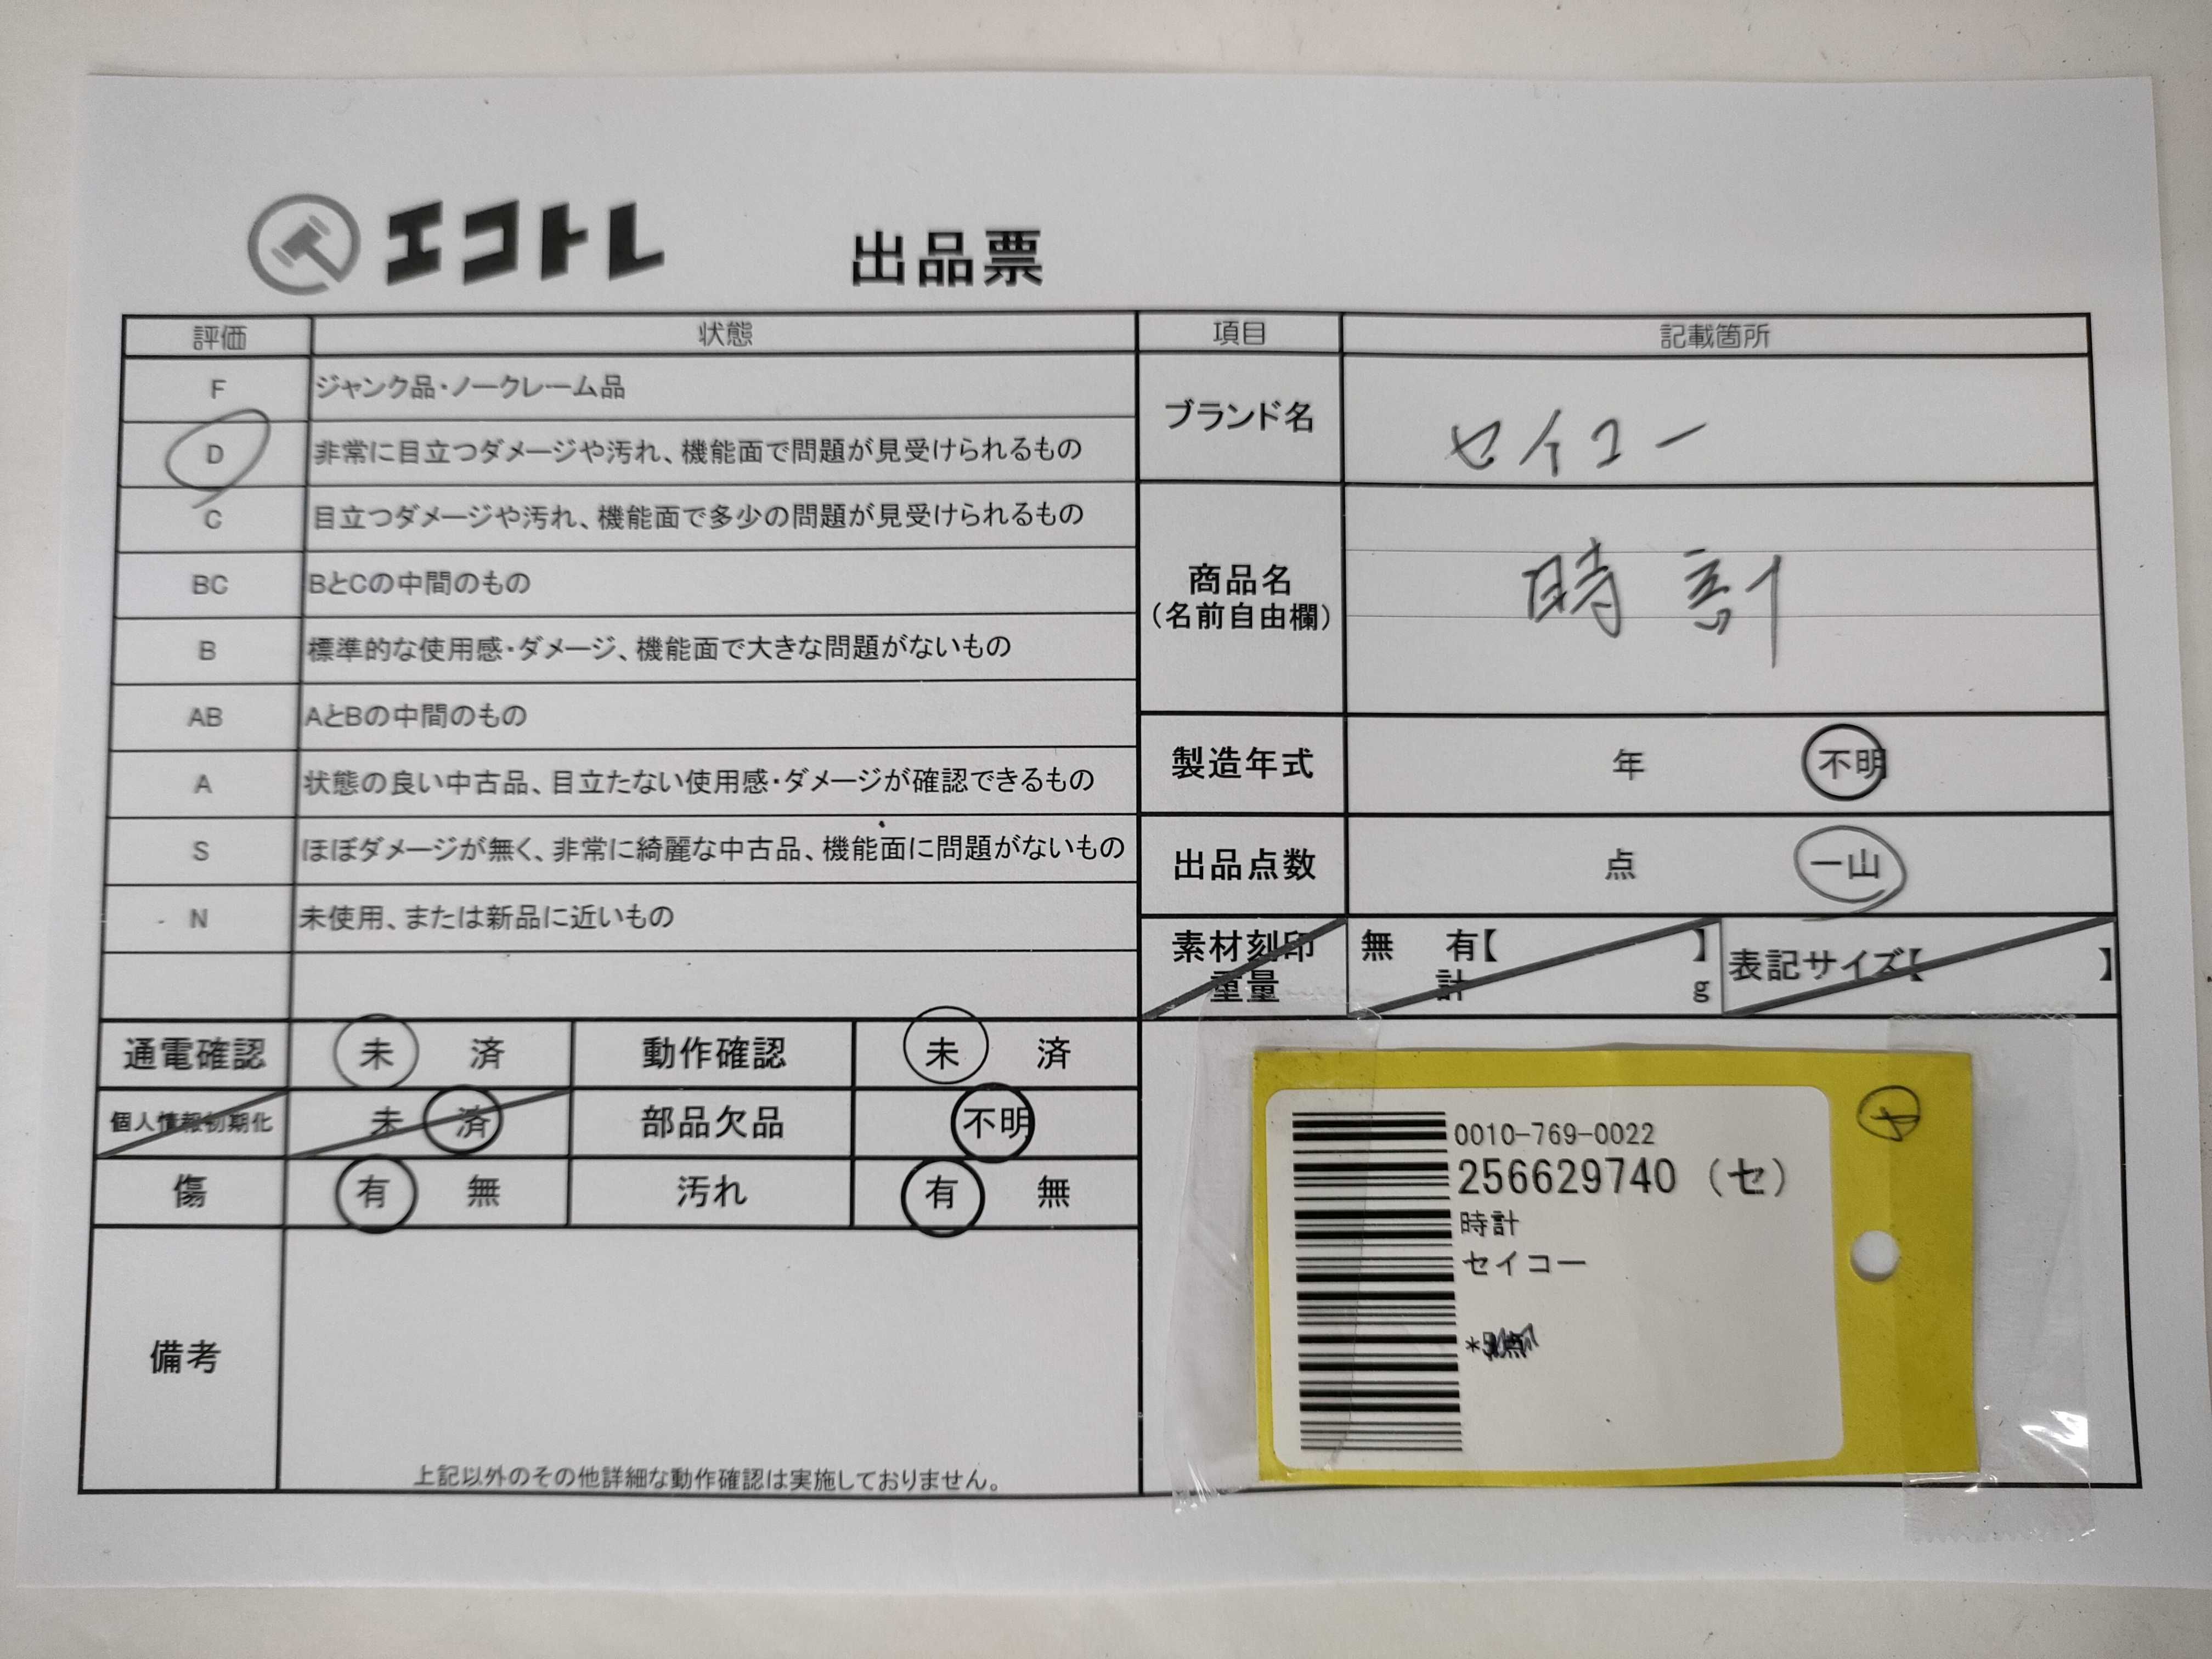 エコトレ 出品票
評価 状態 項目 記載箇所
F ジャンク品・ノークレーム品
D 非常に目立つダメージや汚れ、機能面で問題が見受けられるもの
C 目立つダメージや汚れ、機能面で多少の問題が見受けられるもの
BC BとCの中間のもの
B 標準的な使用感・ダメージ、機能面で大きな問題がないもの
AB AとBの中間のもの
A 状態の良い中古品、目立たない使用感・ダメージが確認できるもの
S ほぼダメージが無く、非常に綺麗な中古品、機能面に問題がないもの
N 未使用、または新品に近いもの
ブランド名 セイコー
商品名
(名前自由欄)
時計
製造年式 年 不明
出品点数 点 一山
素材刻印 無 有【 】 表記サイズ【 】
重量 計 g
通電確認 未 済 動作確認 未 済
個人情報初期化 未 済 部品欠品 不明
傷 有 無 汚れ 有 無
備考
上記以外のその他詳細な動作確認は実施しておりません。
0010-769-0022
256629740 (セ)
時計
セイコー